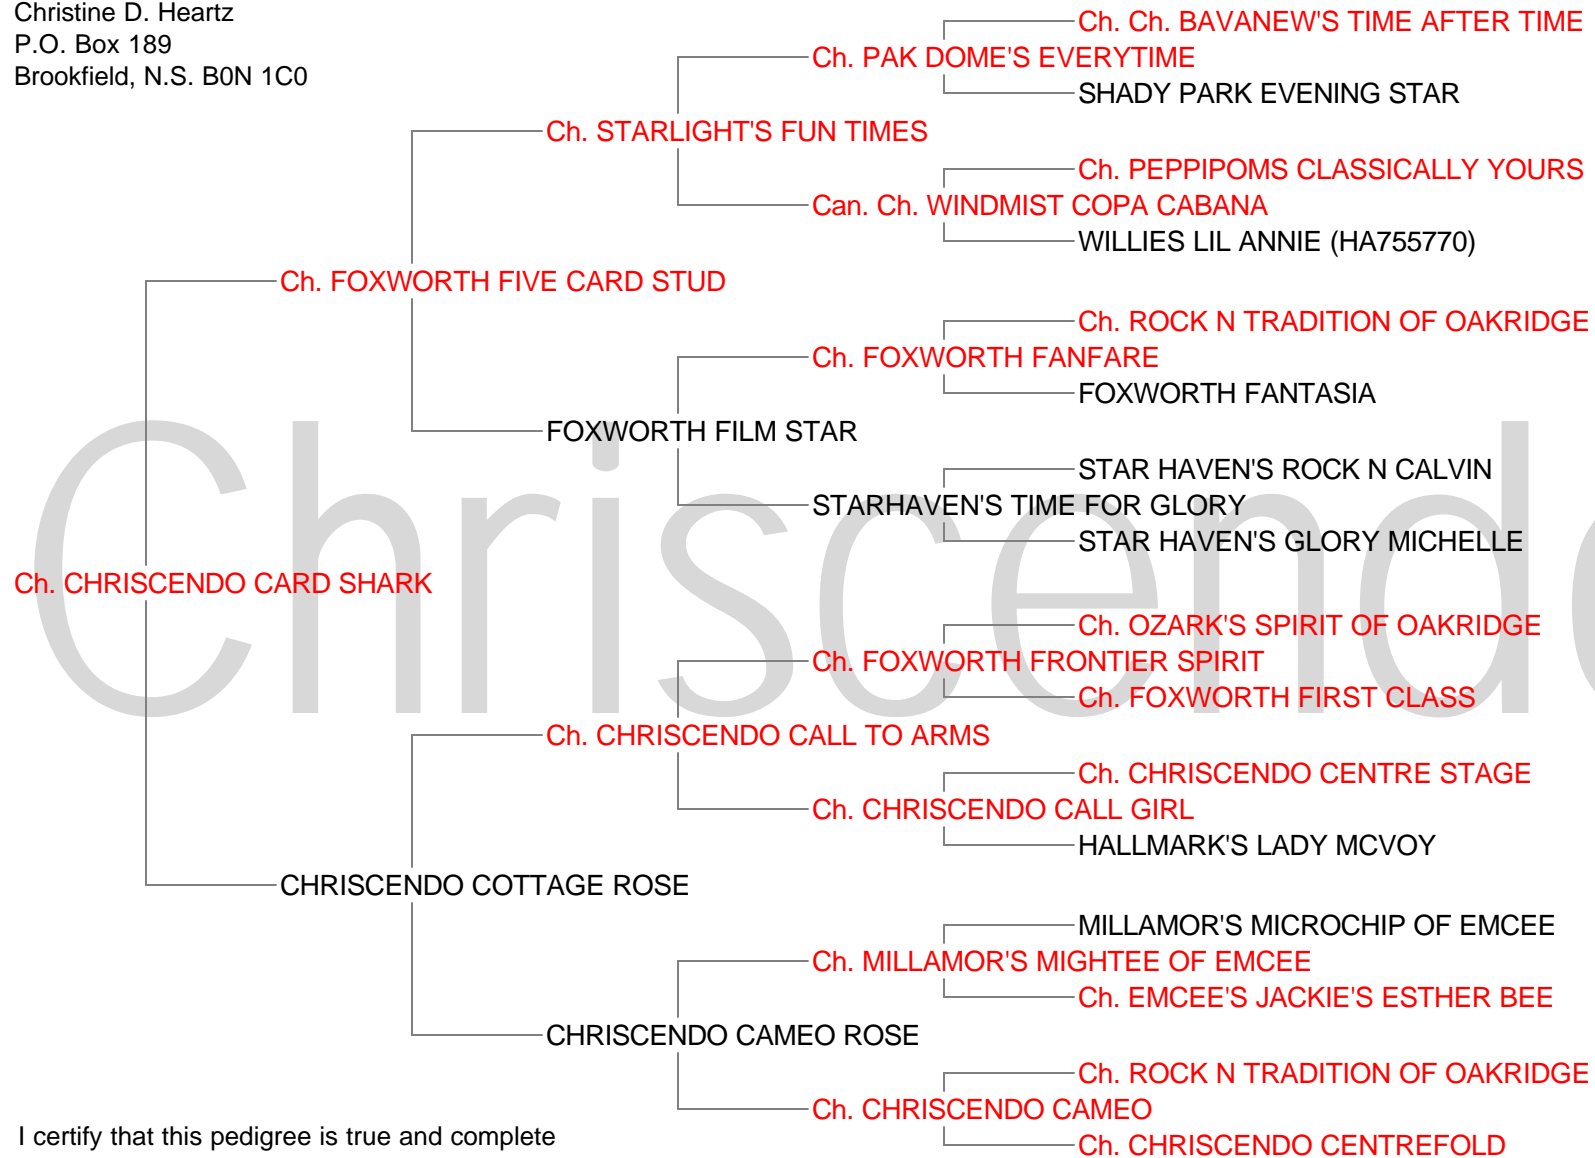 Christine D. Heartz
P.O. Box 189
Brookfield, N.S. B0N 1C0
Ch. Ch. BAVANEW'S TIME AFTER TIME
Ch. PAK DOME'S EVERYTIME
SHADY PARK EVENING STAR
Ch. STARLIGHT'S FUN TIMES
Ch. PEPPIPOMS CLASSICALLY YOURS
Can. Ch. WINDMIST COPA CABANA
WILLIES LIL ANNIE (HA755770)
Ch. FOXWORTH FIVE CARD STUD
Ch. ROCK N TRADITION OF OAKRIDGE
Ch. FOXWORTH FANFARE
FOXWORTH FANTASIA
FOXWORTH FILM STAR
STAR HAVEN'S ROCK N CALVIN
STARHAVEN'S TIME FOR GLORY
STAR HAVEN'S GLORY MICHELLE
Chriscendo
Ch. CHRISCENDO CARD SHARK
Ch. OZARK'S SPIRIT OF OAKRIDGE
Ch. FOXWORTH FRONTIER SPIRIT
Ch. FOXWORTH FIRST CLASS
Ch. CHRISCENDO CALL TO ARMS
Ch. CHRISCENDO CENTRE STAGE
Ch. CHRISCENDO CALL GIRL
HALLMARK'S LADY MCVOY
CHRISCENDO COTTAGE ROSE
MILLAMOR'S MICROCHIP OF EMCEE
Ch. MILLAMOR'S MIGHTEE OF EMCEE
Ch. EMCEE'S JACKIE'S ESTHER BEE
CHRISCENDO CAMEO ROSE
Ch. ROCK N TRADITION OF OAKRIDGE
Ch. CHRISCENDO CAMEO
Ch. CHRISCENDO CENTREFOLD
I certify that this pedigree is true and complete